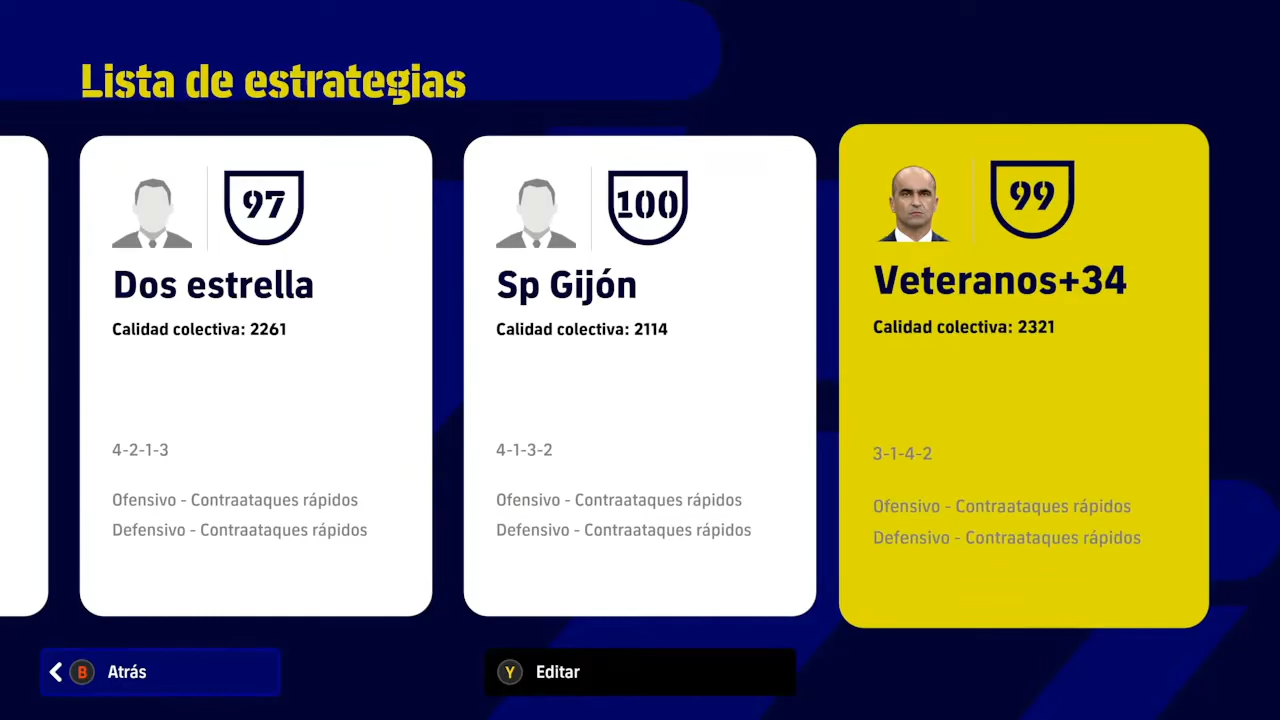 Lista de estrategias
97
Dos estrella
Calidad colectiva: 2261
4-2-1-3
Ofensivo - Contraataques rápidos
Defensivo - Contraataques rápidos
100
Sp Gijón
Calidad colectiva: 2114
4-1-3-2
Ofensivo - Contraataques rápidos
Defensivo - Contraataques rápidos
99
Veteranos+34
Calidad colectiva: 2321
3-1-4-2
Ofensivo - Contraataques rápidos
Defensivo - Contraataques rápidos
B Atrás
Y Editar